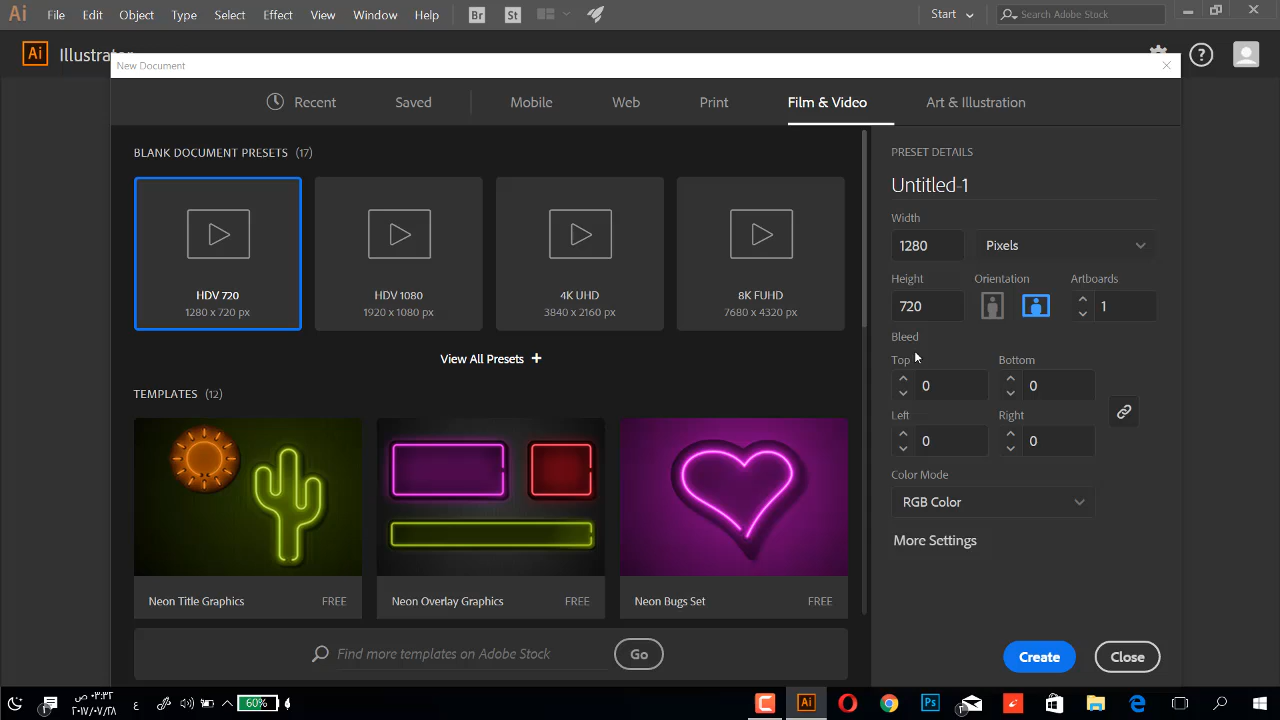 Ai File Edit Object Type Select Effect View Window Help Br St Start Search Adobe Stock
Ai Illustrator
New Document
Recent Saved Mobile Web Print Film & Video Art & Illustration
BLANK DOCUMENT PRESETS (17)
HDV 720
1280 x 720 px
HDV 1080
1920 x 1080 px
4K UHD
3840 x 2160 px
8K FUHD
7680 x 4320 px
View All Presets +
TEMPLATES (12)
Neon Title Graphics FREE
Neon Overlay Graphics FREE
Neon Bugs Set FREE
Find more templates on Adobe Stock Go
PRESET DETAILS
Untitled-1
Width
1280 Pixels
Height Orientation Artboards
720 1
Bleed
Top Bottom
0 0
Left Right
0 0
Color Mode
RGB Color
More Settings
Create Close
60%
ع
٠٣:٣٢ ص
٢٠١٧/٠٧/٠٨
Ai Ps